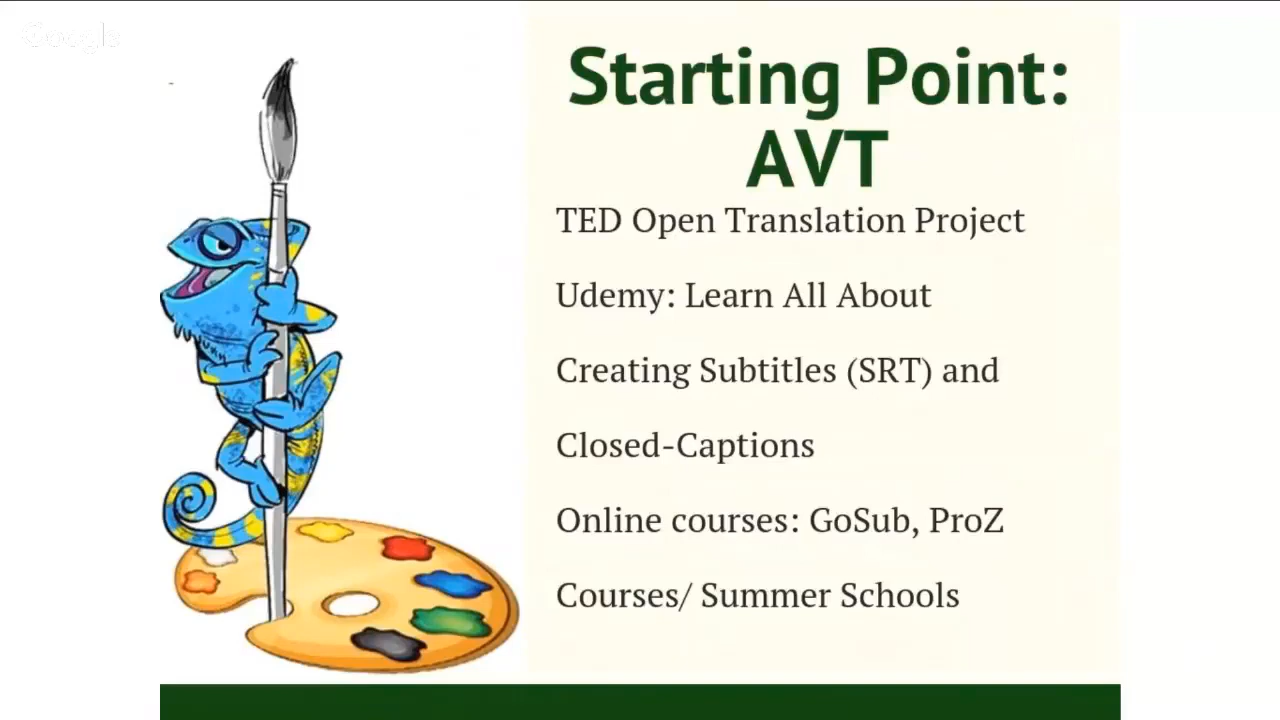 Google
Starting Point:
AVT
TED Open Translation Project
Udemy: Learn All About
Creating Subtitles (SRT) and
Closed-Captions
Online courses: GoSub, ProZ
Courses/ Summer Schools